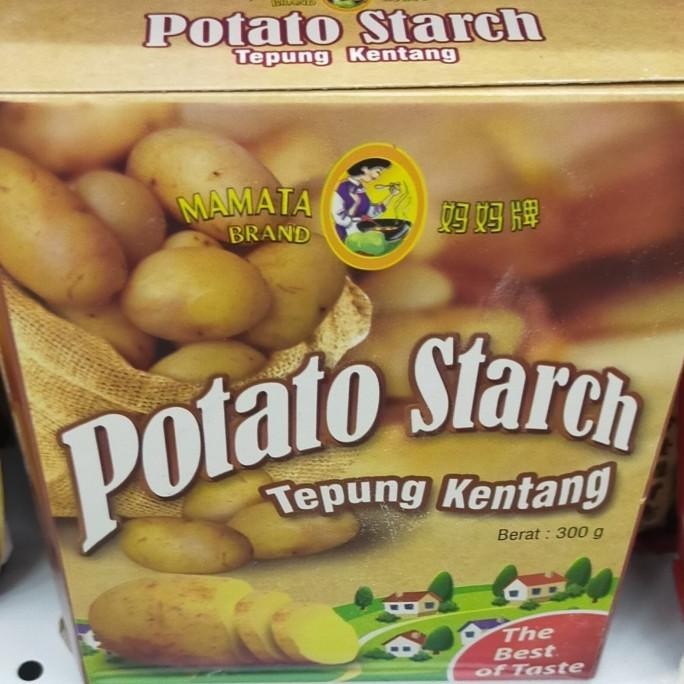 Potato Starch
Tepung Kentang
MAMATA
BRAND
妈妈牌
Potato Starch
Tepung Kentang
Berat : 300 g
The
Best
of Taste